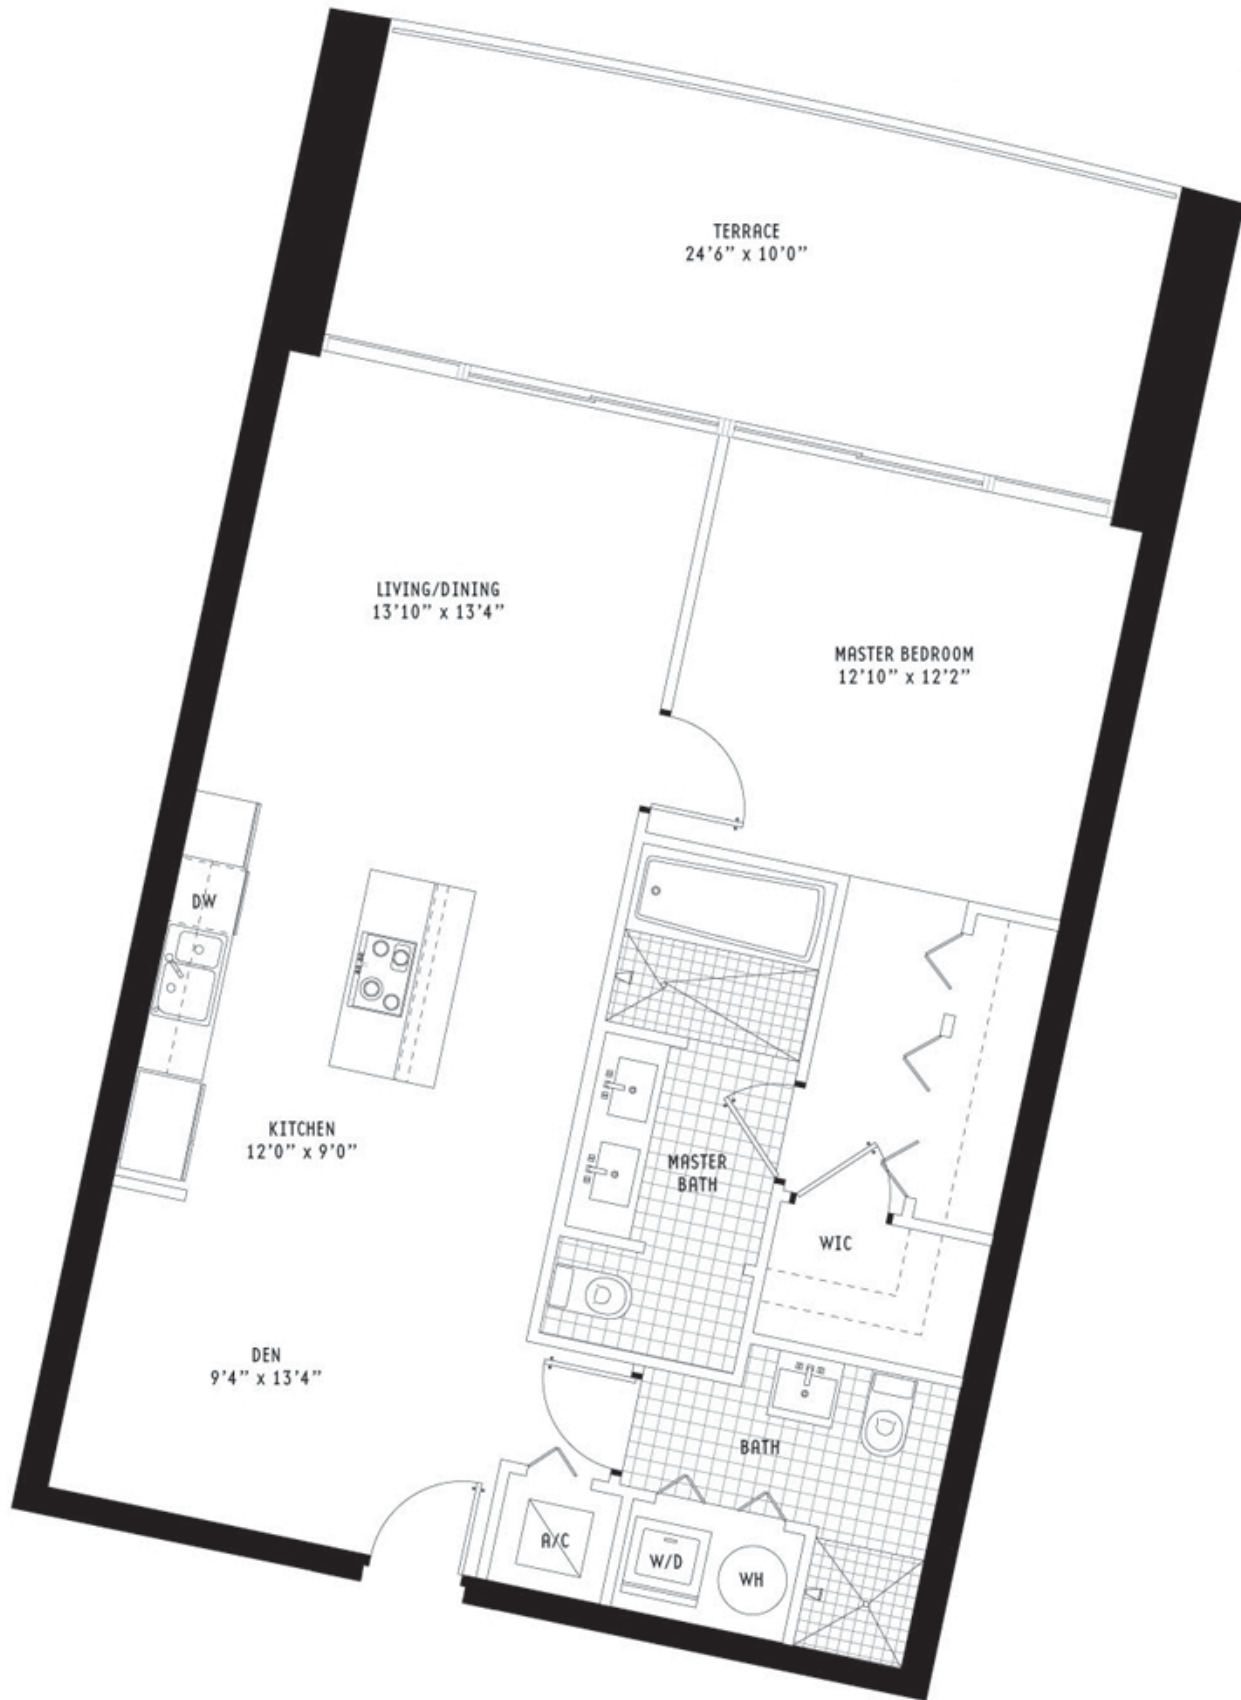 TERRACE
24'6” x 10'0”
LIVING/DINING
13'10” x 13'4”
MASTER BEDROOM
12'10” x 12'2”
DW
KITCHEN
12'0” x 9'0”
MASTER
BATH
WIC
DEN
9'4” x 13'4”
BATH
A/C
W/D
WH